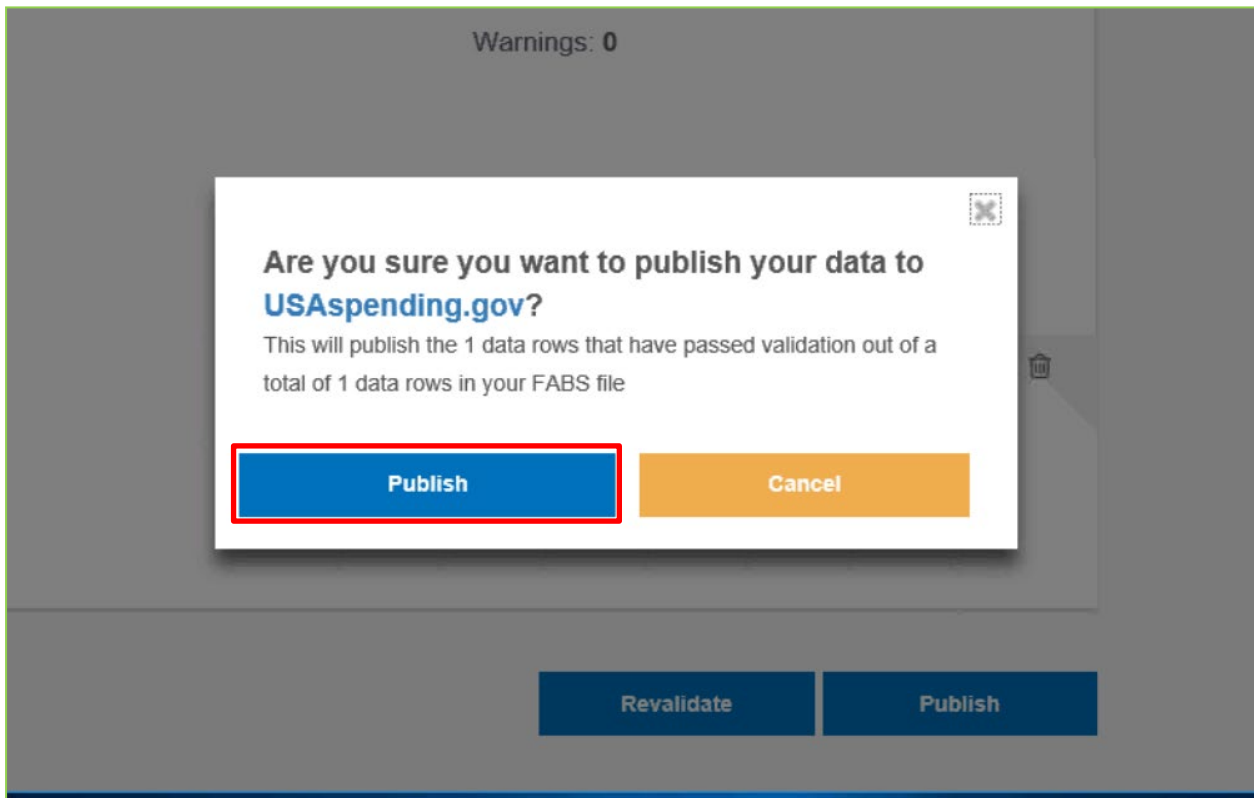 Warnings: 0
Are you sure you want to publish your data to
USAspending.gov?
This will publish the 1 data rows that have passed validation out of a
total of 1 data rows in your FABS file
Publish
Cancel
Revalidate
Publish